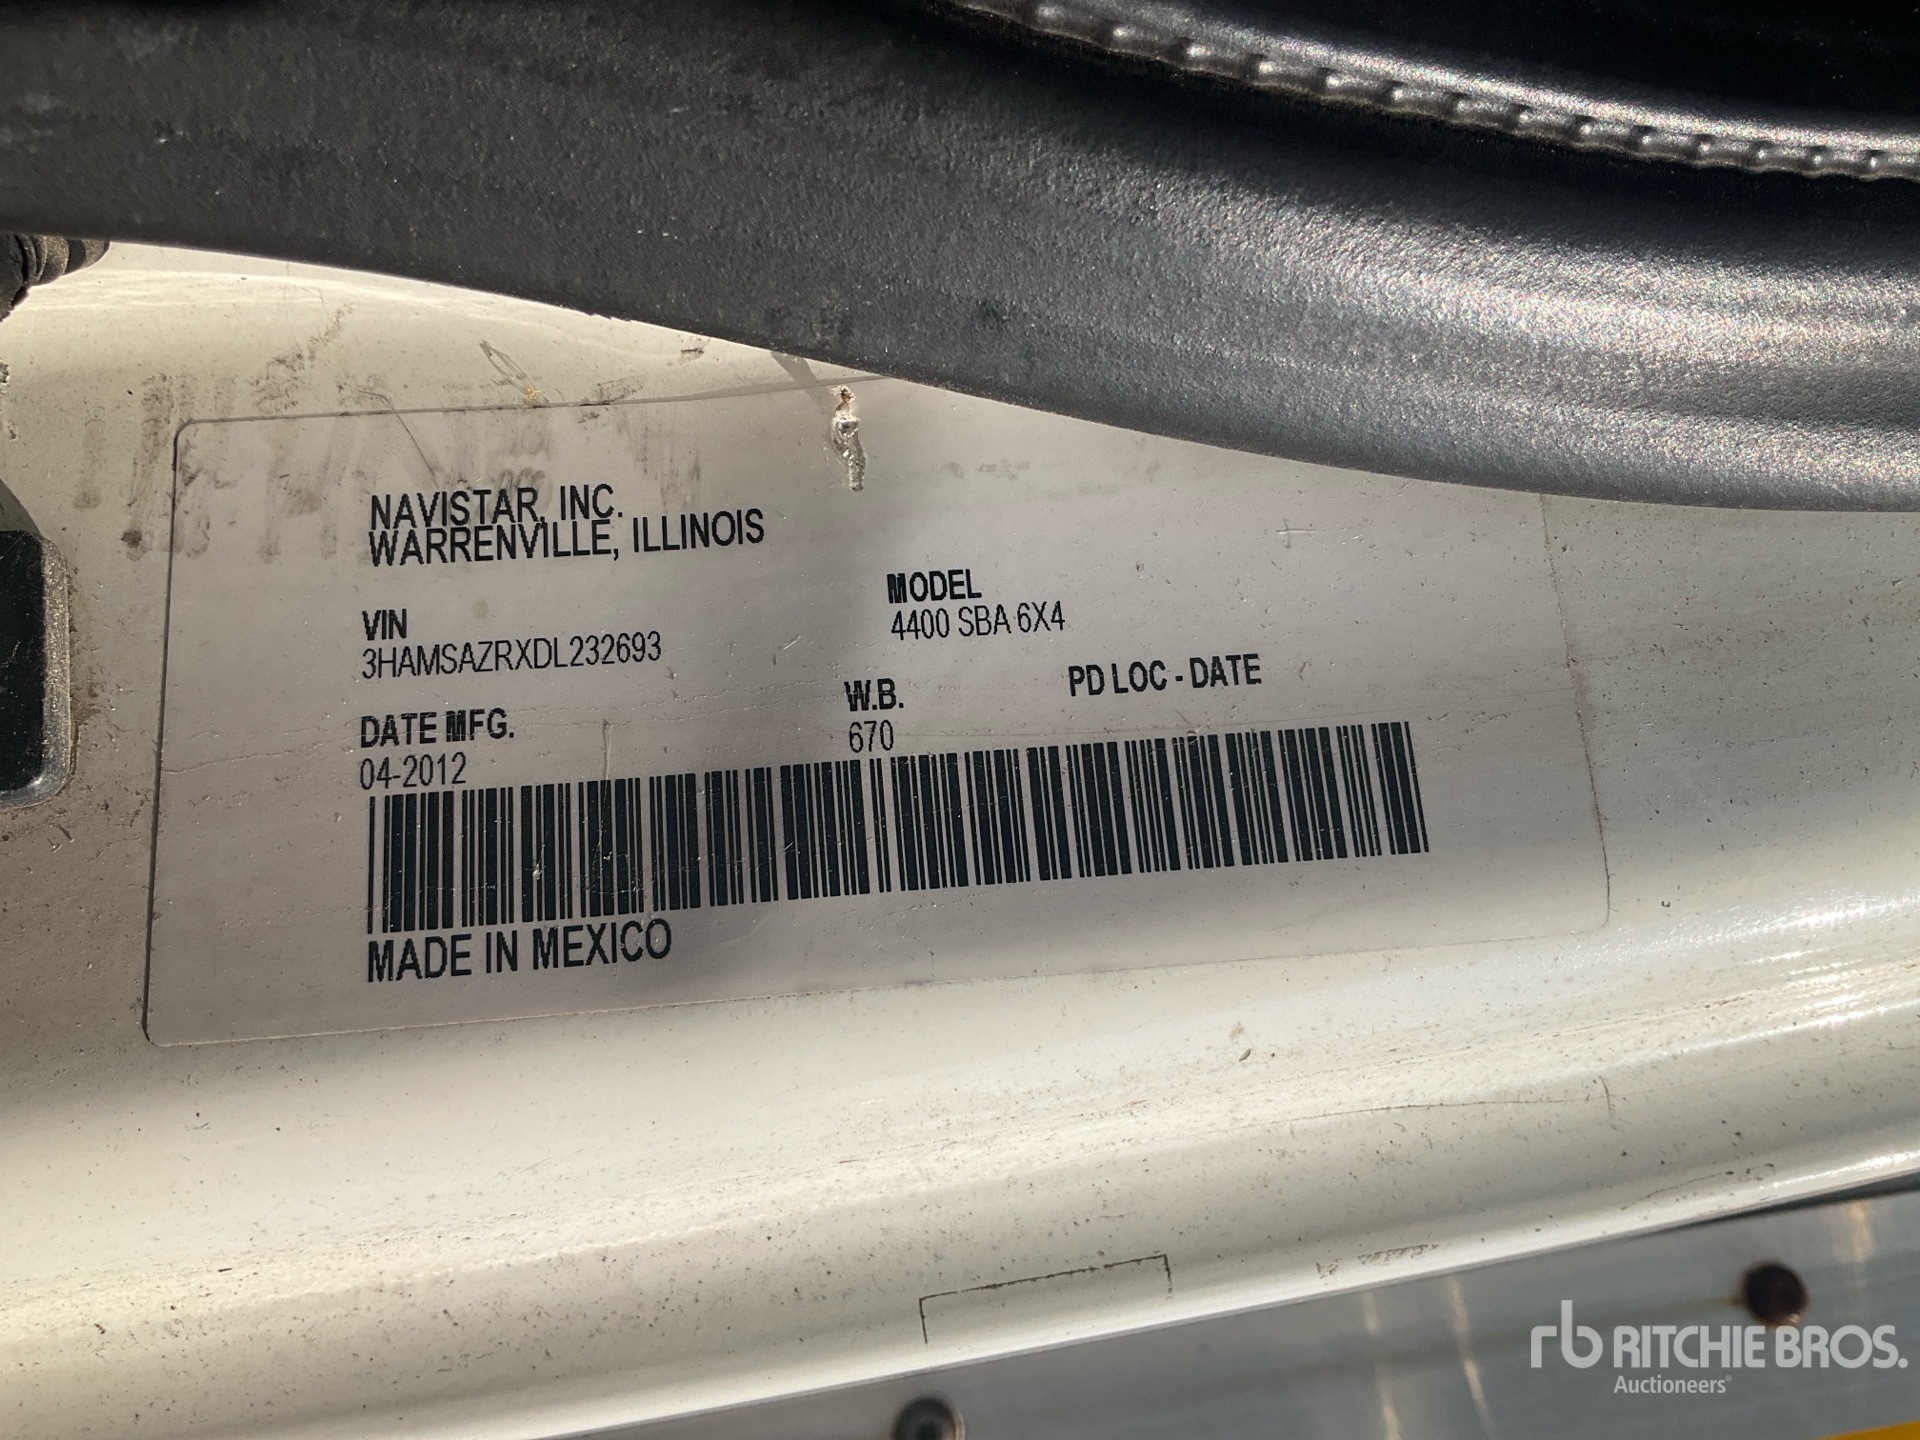 NAVISTAR, INC.
WARRENVILLE, ILLINOIS
VIN
3HAMSAZRXDL232693
MODEL
4400 SBA 6X4
DATE MFG.
04-2012
W.B.
670
PD LOC - DATE
MADE IN MEXICO
rb RITCHIE BROS.
Auctioneers®